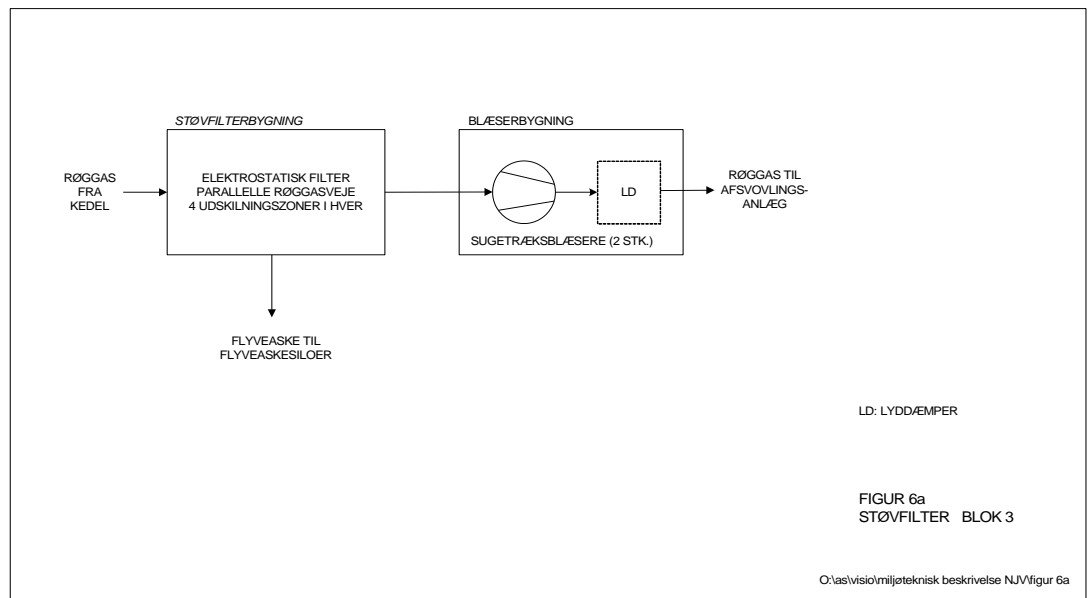 STØVFILTERBYGNING
BLÆSERBYGNING
RØGGAS
FRA
KEDEL
ELEKTROSTATISK FILTER
PARALLELLE RØGGASVEJE
4 UDSKILNINGSZONER I HVER
LD
RØGGAS TIL
AFSVOVLINGS-
ANLÆG
SUGETRÆKSBLÆSERE (2 STK.)
FLYVEASKE TIL
FLYVEASKESILOER
LD: LYDDÆMPER
FIGUR 6a
STØVFILTER BLOK 3
O:\as\visio\miljøteknisk beskrivelse NJV\figur 6a